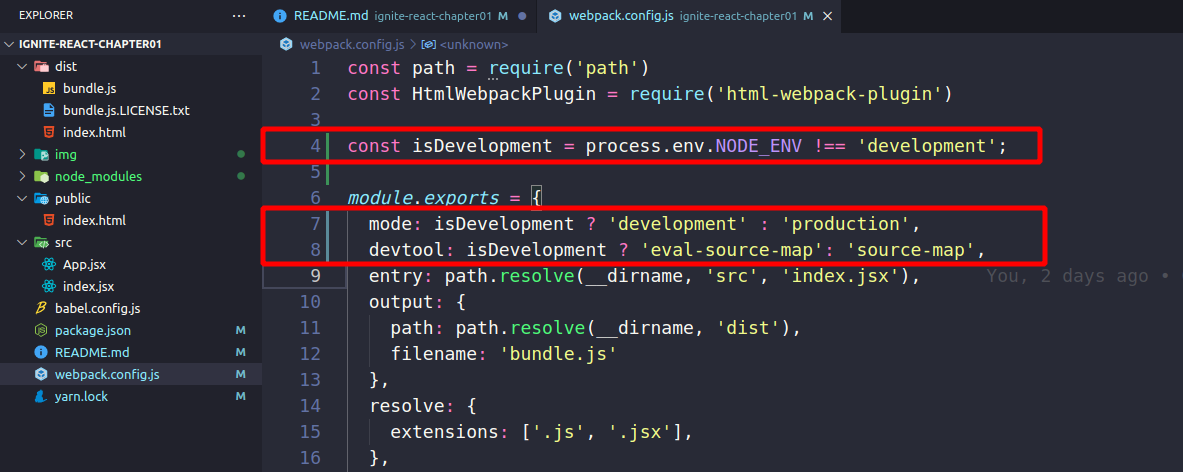 EXPLORER ...
IGNITE-REACT-CHAPTER01
dist
JS bundle.js
bundle.js.LICENSE.txt
index.html
img
node_modules
public
index.html
src
App.jsx
index.jsx
babel.config.js
package.json M
README.md M
webpack.config.js M
yarn.lock M
README.md ignite-react-chapter01 M
webpack.config.js ignite-react-chapter01 M
webpack.config.js > <unknown>
1 const path = require('path')
2 const HtmlWebpackPlugin = require('html-webpack-plugin')
3
4 const isDevelopment = process.env.NODE_ENV !== 'development';
5
6 module.exports = {
7 mode: isDevelopment ? 'development' : 'production',
8 devtool: isDevelopment ? 'eval-source-map': 'source-map',
9 entry: path.resolve(__dirname, 'src', 'index.jsx'), You, 2 days ago •
10 output: {
11 path: path.resolve(__dirname, 'dist'),
12 filename: 'bundle.js'
13 },
14 resolve: {
15 extensions: ['.js', '.jsx'],
16 },